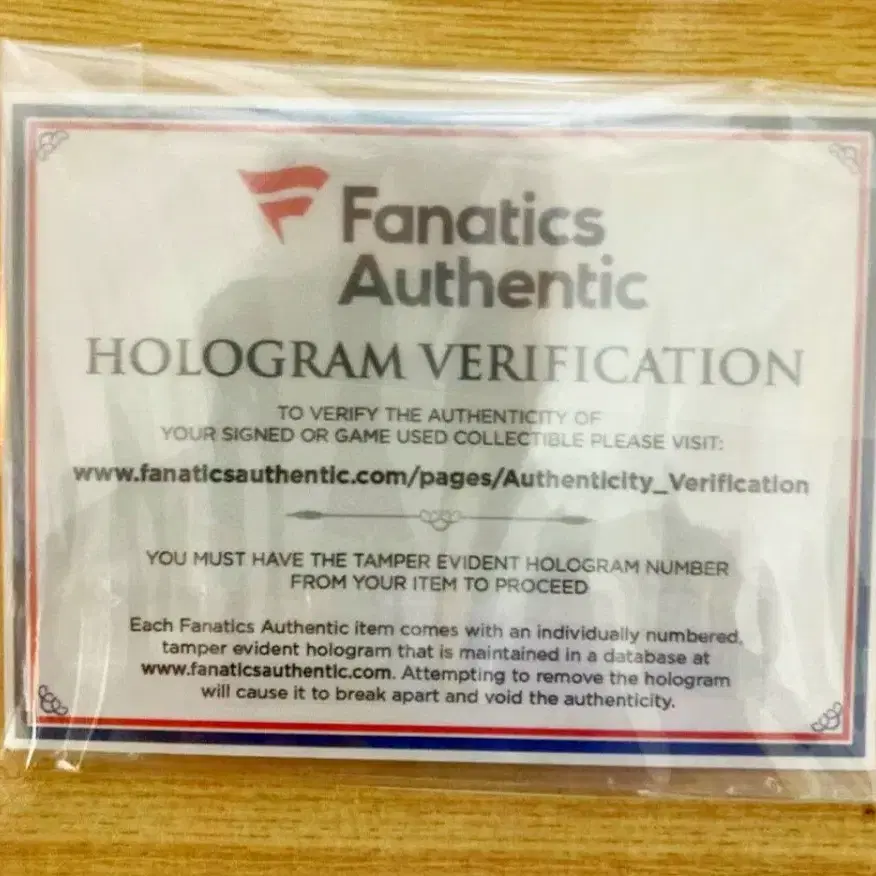 Fanatics
Authentic
HOLOGRAM VERIFICATION
TO VERIFY THE AUTHENTICITY OF
YOUR SIGNED OR GAME USED COLLECTIBLE PLEASE VISIT:
www.fanaticsauthentic.com/pages/Authenticity_Verification
YOU MUST HAVE THE TAMPER EVIDENT HOLOGRAM NUMBER
FROM YOUR ITEM TO PROCEED
Each Fanatics Authentic item comes with an individually numbered,
tamper evident hologram that is maintained in a database at
www.fanaticsauthentic.com. Attempting to remove the hologram
will cause it to break apart and void the authenticity.